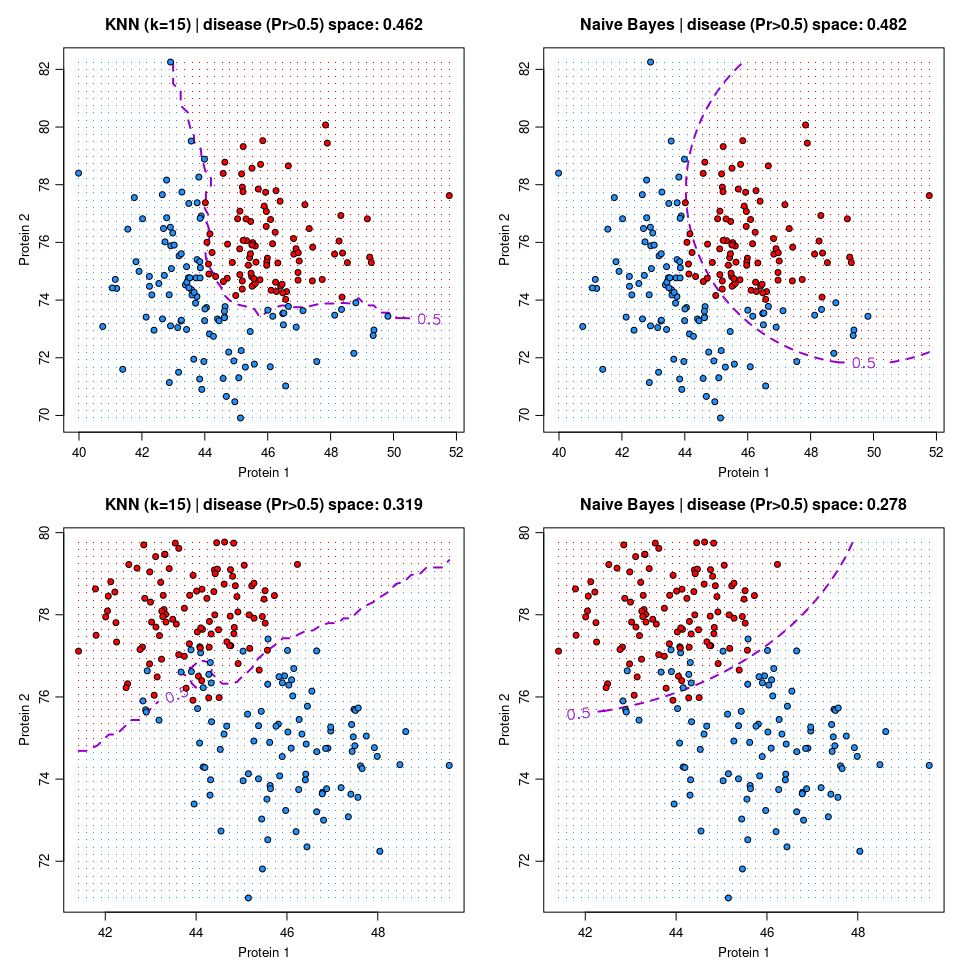 KNN (k=15) | disease (Pr>0.5) space: 0.462
82
80
78
76
74
72
70
Protein 2
0.5
40 42 44 46 48 50 52
Protein 1
Naive Bayes | disease (Pr>0.5) space: 0.482
82
80
78
76
74
72
70
Protein 2
0.5
40 42 44 46 48 50 52
Protein 1
KNN (k=15) | disease (Pr>0.5) space: 0.319
80
78
76
74
72
Protein 2
0.5
42 44 46 48
Protein 1
Naive Bayes | disease (Pr>0.5) space: 0.278
80
78
76
74
72
Protein 2
0.5
42 44 46 48
Protein 1